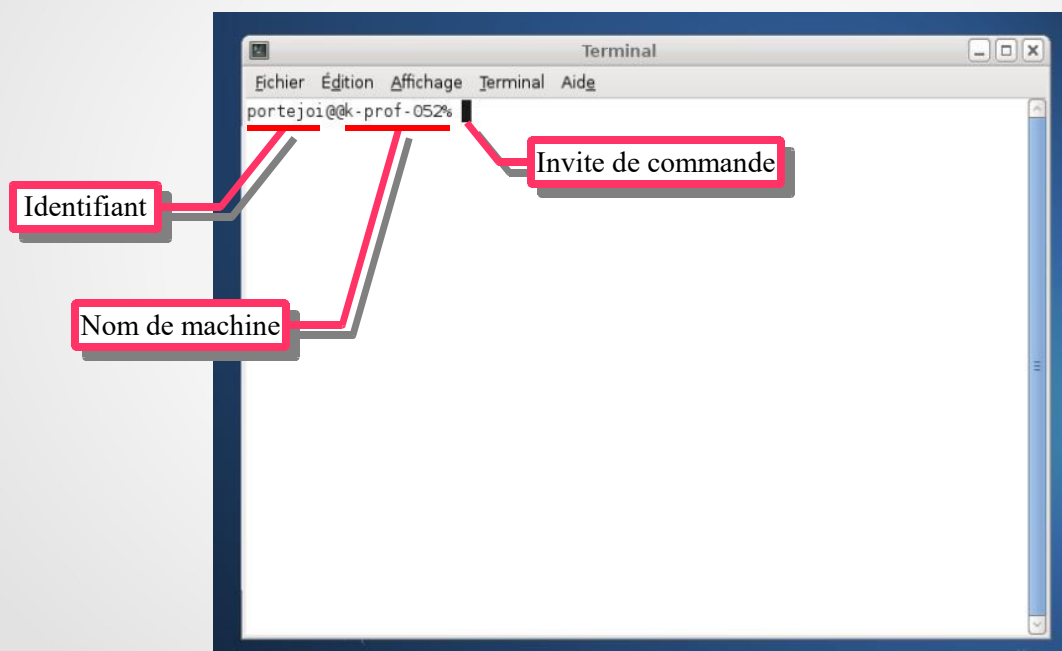 Terminal
Fichier Édition Affichage Terminal Aide
portejoi@@k-prof-052%
Invite de commande
Identifiant
Nom de machine